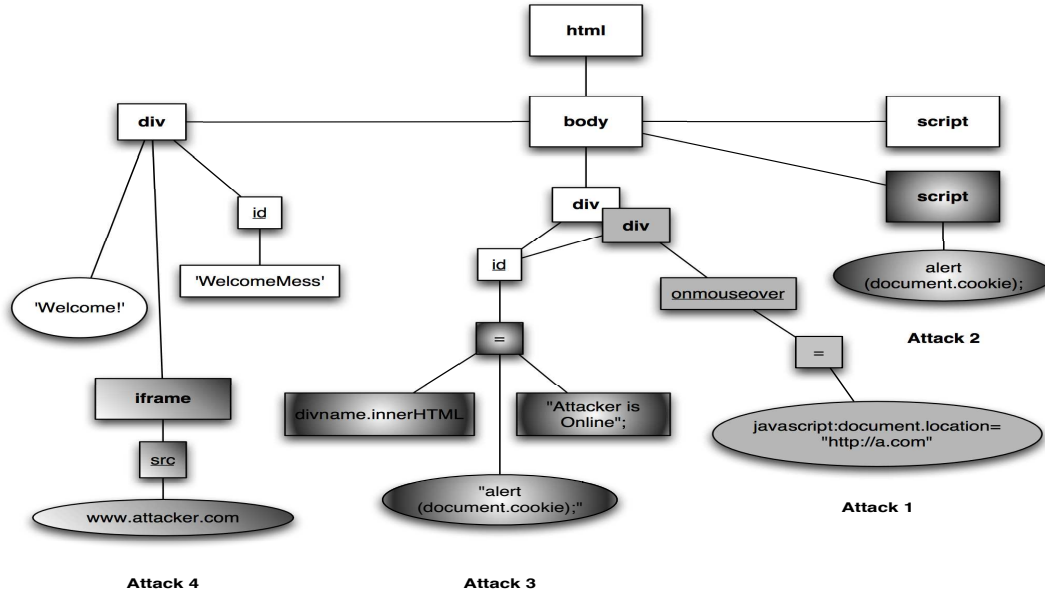 html
div
body
script
script
div
div
id
id
'WelcomeMess'
'Welcome!'
onmouseover
alert
(document.cookie);
Attack 2
=
=
iframe
divname.innerHTML
"Attacker is
Online";
javascript:document.location=
"http://a.com"
src
www.attacker.com
"alert
(document.cookie);"
Attack 1
Attack 4
Attack 3